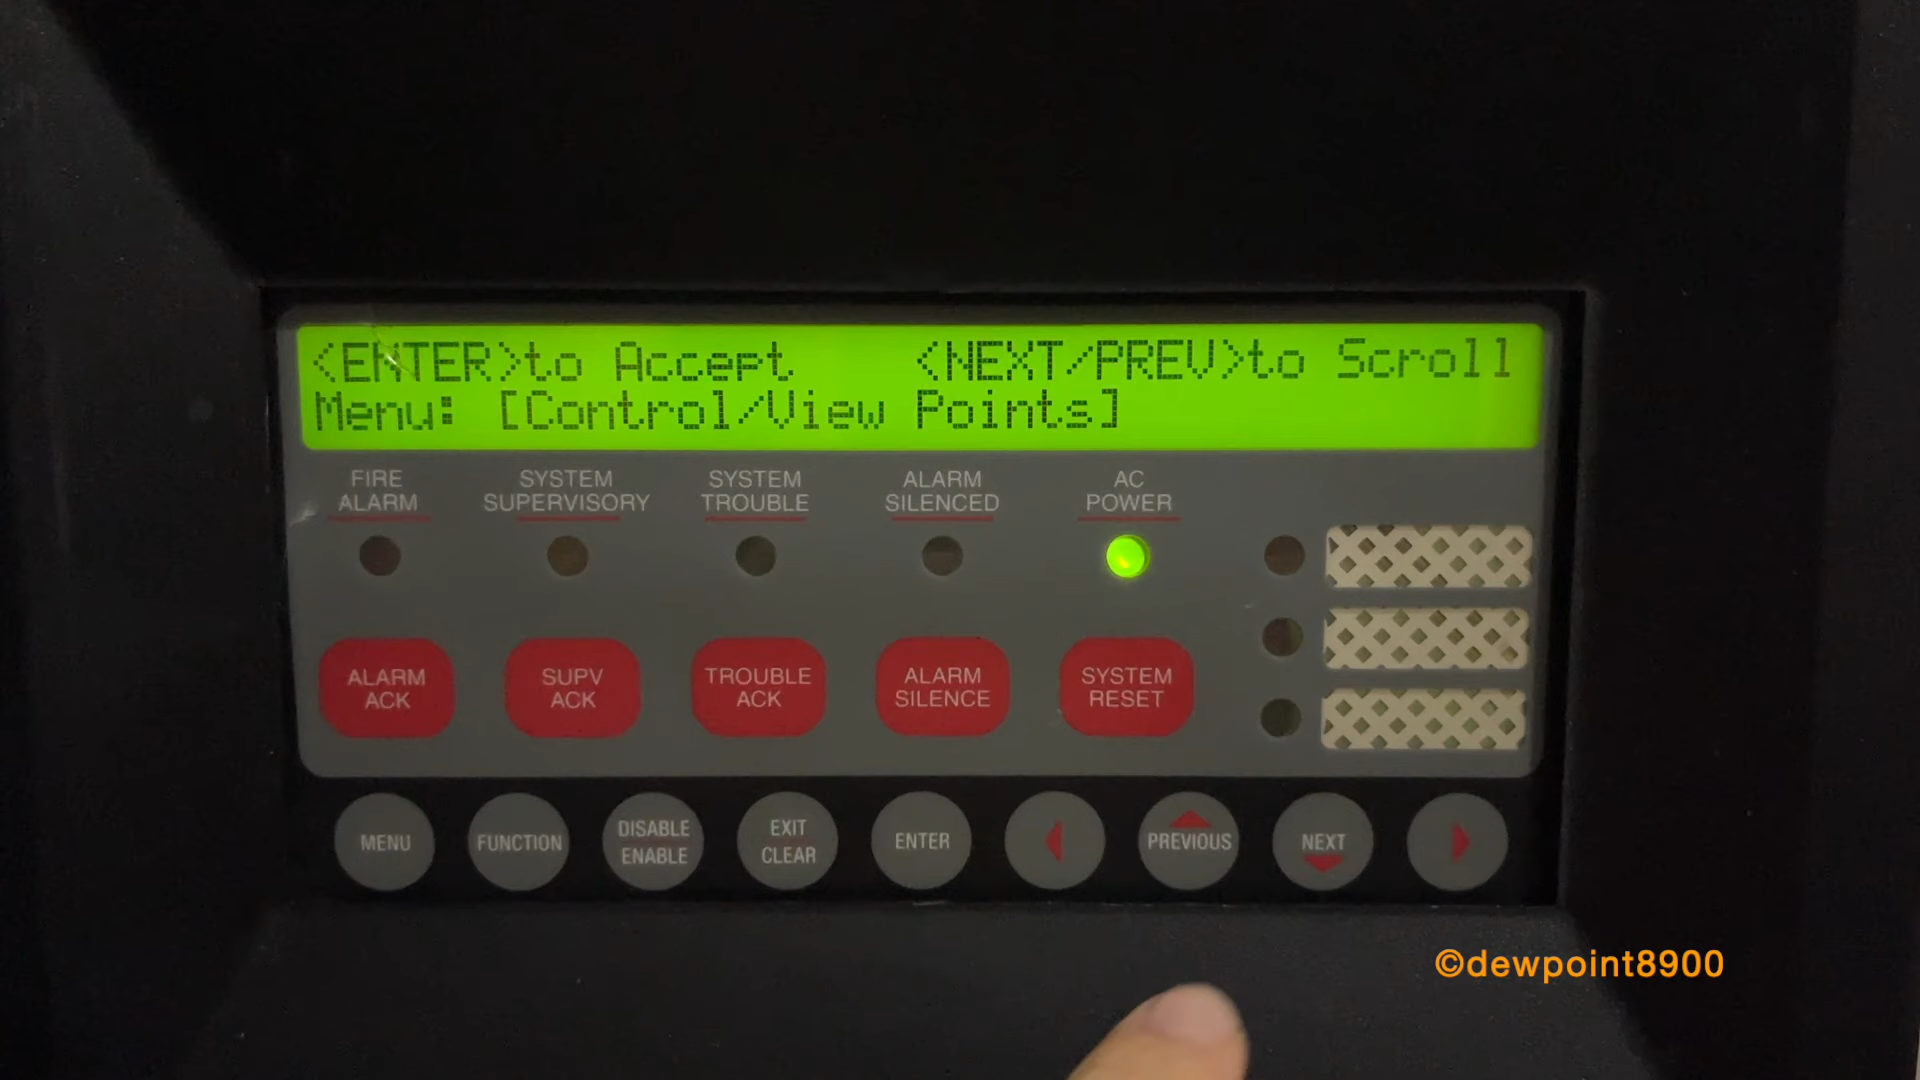 <ENTER>to Accept <NEXT/PREV>to Scroll
Menu: [Control/View Points]
FIRE ALARM
SYSTEM SUPERVISORY
SYSTEM TROUBLE
ALARM SILENCED
AC POWER
ALARM ACK
SUPV ACK
TROUBLE ACK
ALARM SILENCE
SYSTEM RESET
MENU
FUNCTION
DISABLE ENABLE
EXIT CLEAR
ENTER
PREVIOUS
NEXT
©dewpoint8900